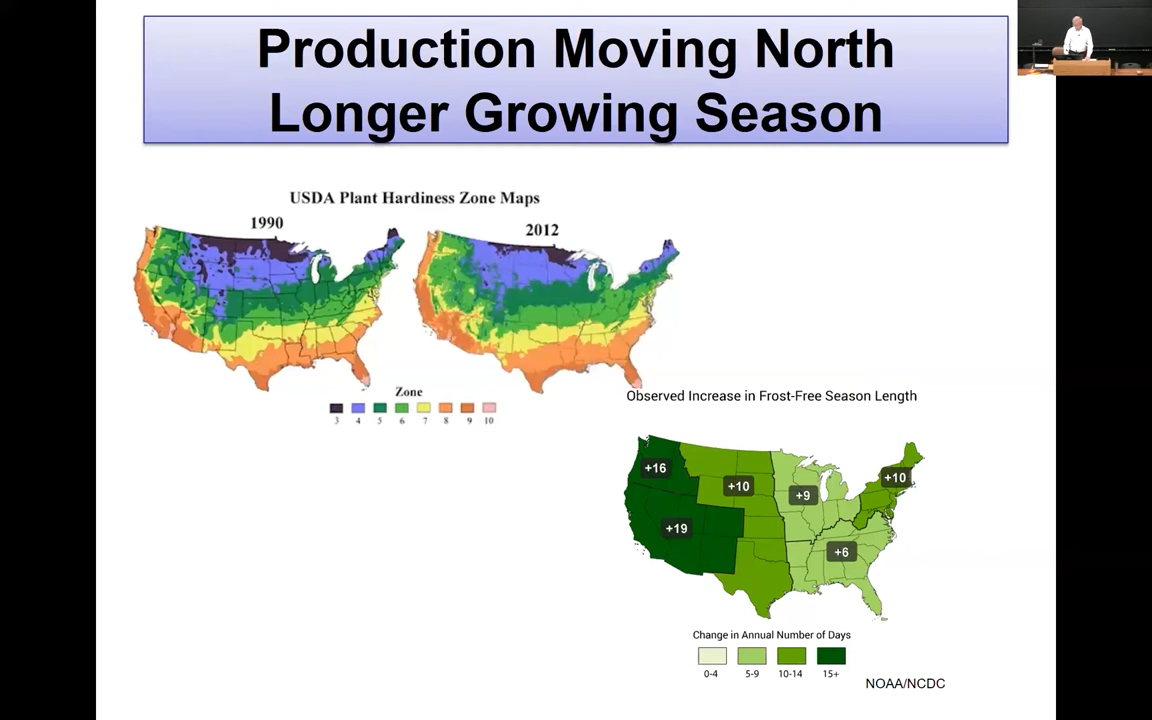 Production Moving North
Longer Growing Season
USDA Plant Hardiness Zone Maps
1990
2012
Zone
3 4 5 6 7 8 9 10
Observed Increase in Frost-Free Season Length
+16
+10
+10
+9
+19
+6
Change in Annual Number of Days
0-4 5-9 10-14 15+
NOAA/NCDC